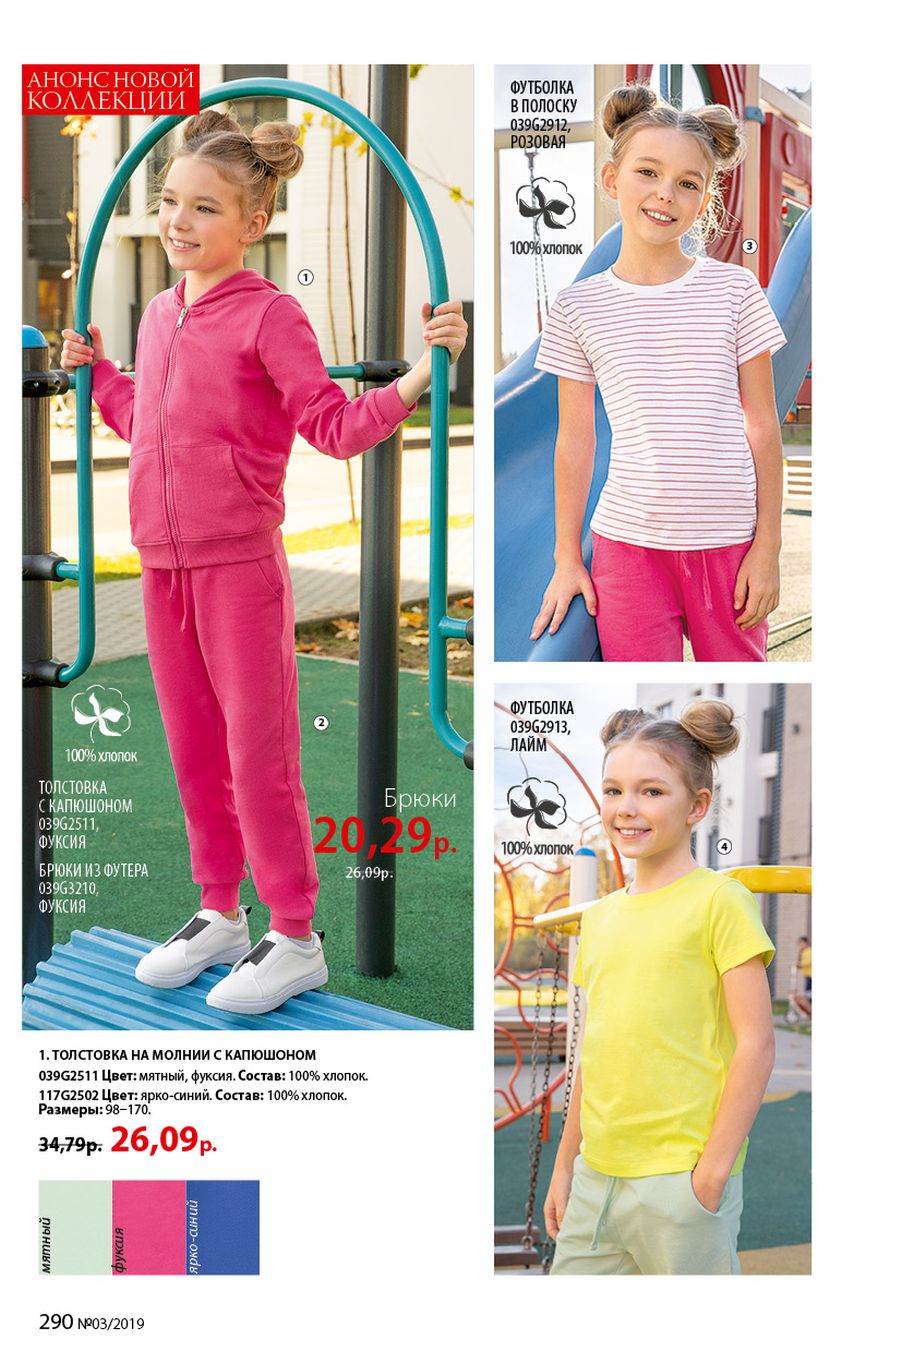 АНОНС НОВОЙ
КОЛЛЕКЦИИ
1
2
100% хлопок
ТОЛСТОВКА
С КАПЮШОНОМ
039G2511,
ФУКСИЯ
БРЮКИ ИЗ ФУТЕРА
039G3210,
ФУКСИЯ
Брюки
20,29р.
26,09р.
ФУТБОЛКА
В ПОЛОСКУ
039G2912,
РОЗОВАЯ
100% хлопок
3
ФУТБОЛКА
039G2913,
ЛАЙМ
100% хлопок
4
1. ТОЛСТОВКА НА МОЛНИИ С КАПЮШОНОМ
039G2511 Цвет: мятный, фуксия. Состав: 100% хлопок.
117G2502 Цвет: ярко-синий. Состав: 100% хлопок.
Размеры: 98–170.
34,79р. 26,09р.
мятный
фуксия
ярко-синий
290 №03/2019